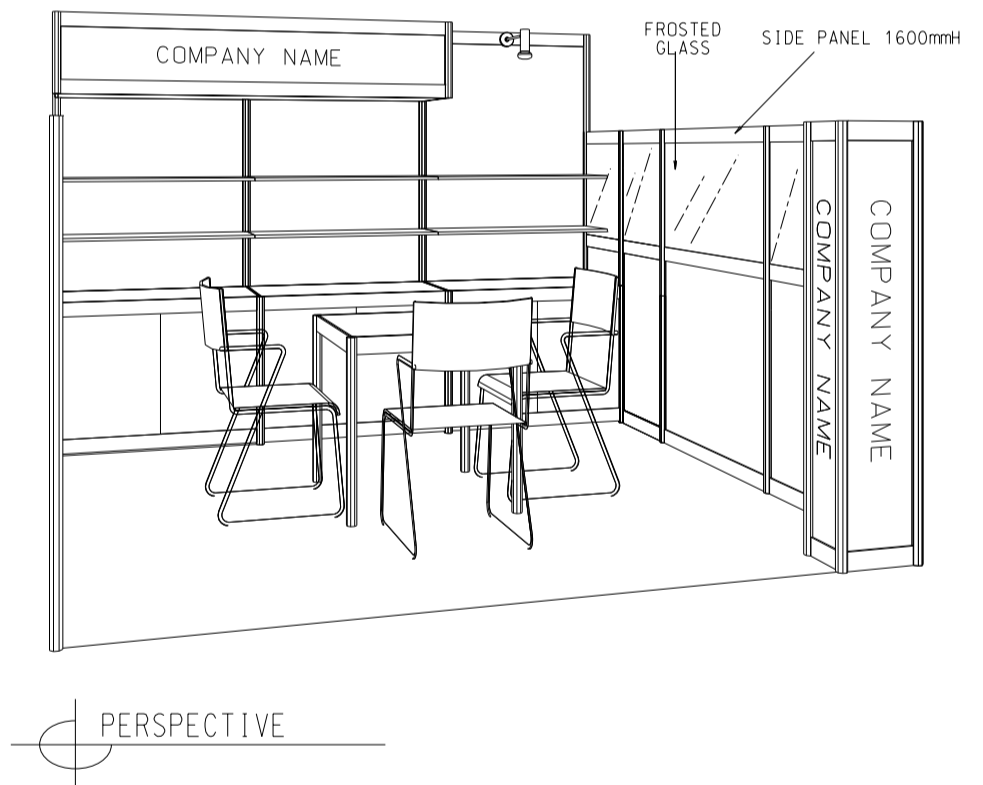 COMPANY NAME
FROSTED
GLASS
SIDE PANEL 1600mmH
COMPANY NAME
COMPANY NAME
PERSPECTIVE